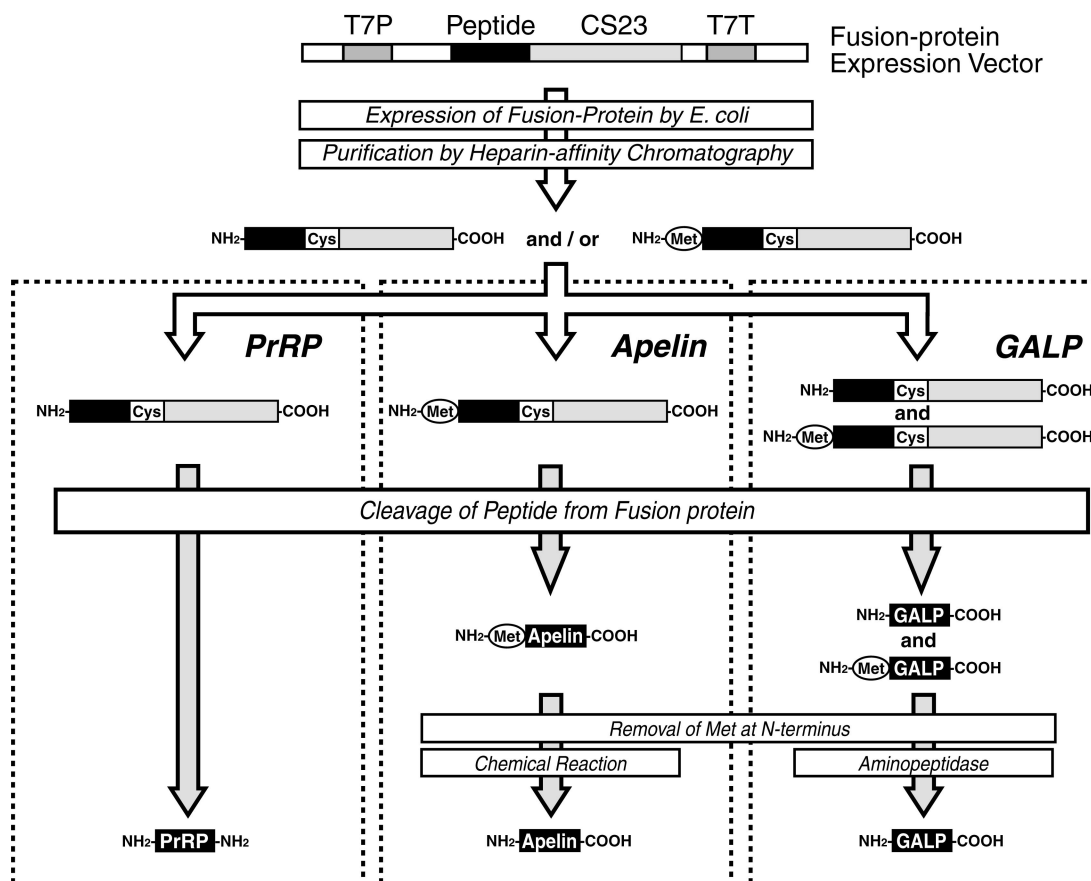 T7P Peptide CS23 T7T
Fusion-protein
Expression Vector
Expression of Fusion-Protein by E. coli
Purification by Heparin-affinity Chromatography
NH2- Cys -COOH and / or NH2- Met Cys -COOH
PrRP Apelin GALP
NH2- Cys -COOH
and
NH2- Met Cys -COOH
NH2- Cys -COOH
NH2- Met Cys -COOH
Cleavage of Peptide from Fusion protein
NH2-GALP-COOH
and
NH2-Met GALP-COOH
NH2-Met Apelin-COOH
Removal of Met at N-terminus
Chemical Reaction Aminopeptidase
NH2-PrRP-NH2 NH2-Apelin-COOH NH2-GALP-COOH